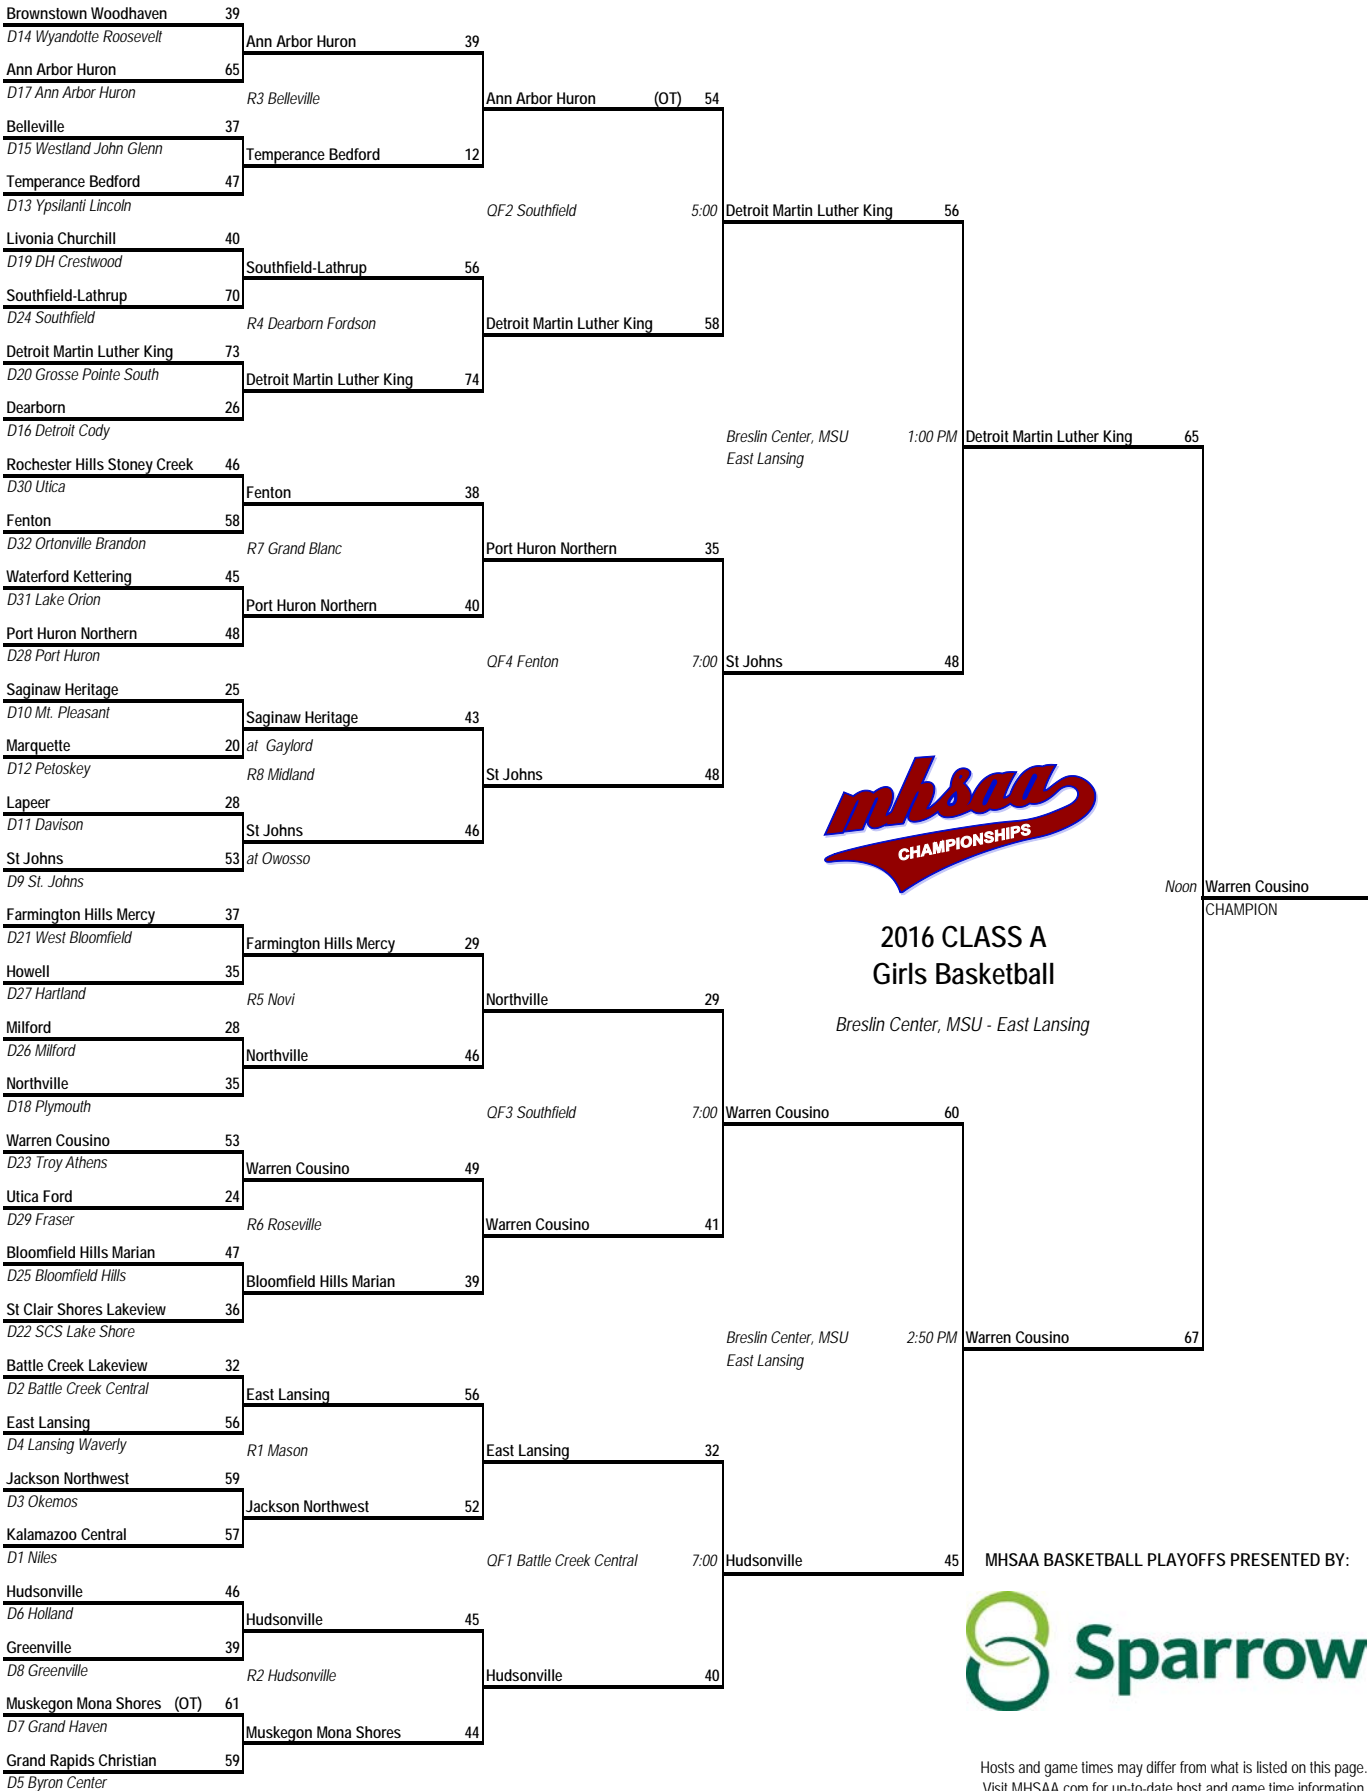 Brownstown Woodhaven 39
D14 Wyandotte Roosevelt
Ann Arbor Huron 65
D17 Ann Arbor Huron
Belleville 37
D15 Westland John Glenn
Temperance Bedford 47
D13 Ypsilanti Lincoln
Livonia Churchill 40
D19 DH Crestwood
Southfield-Lathrup 70
D24 Southfield
Detroit Martin Luther King 73
D20 Grosse Pointe South
Dearborn 26
D16 Detroit Cody
Rochester Hills Stoney Creek 46
D30 Utica
Fenton 58
D32 Ortonville Brandon
Waterford Kettering 45
D31 Lake Orion
Port Huron Northern 48
D28 Port Huron
Saginaw Heritage 25
D10 Mt. Pleasant
Marquette 20
D12 Petoskey
Lapeer 28
D11 Davison
St Johns 53
D9 St. Johns
Farmington Hills Mercy 37
D21 West Bloomfield
Howell 35
D27 Hartland
Milford 28
D26 Milford
Northville 35
D18 Plymouth
Warren Cousino 53
D23 Troy Athens
Utica Ford 24
D29 Fraser
Bloomfield Hills Marian 47
D25 Bloomfield Hills
St Clair Shores Lakeview 36
D22 SCS Lake Shore
Battle Creek Lakeview 32
D2 Battle Creek Central
East Lansing 56
D4 Lansing Waverly
Jackson Northwest 59
D3 Okemos
Kalamazoo Central 57
D1 Niles
Hudsonville 46
D6 Holland
Greenville 39
D8 Greenville
Muskegon Mona Shores (OT) 61
D7 Grand Haven
Grand Rapids Christian 59
D5 Byron Center
Ann Arbor Huron 39
R3 Belleville
Temperance Bedford 12
Southfield-Lathrup 56
R4 Dearborn Fordson
Detroit Martin Luther King 74
Fenton 38
R7 Grand Blanc
Port Huron Northern 40
Saginaw Heritage 43
at Gaylord
R8 Midland
St Johns 46
at Owosso
Farmington Hills Mercy 29
R5 Novi
Northville 46
Warren Cousino 49
R6 Roseville
Bloomfield Hills Marian 39
East Lansing 56
R1 Mason
Jackson Northwest 52
Hudsonville 45
R2 Hudsonville
Muskegon Mona Shores 44
Ann Arbor Huron (OT) 54
QF2 Southfield 5:00
Detroit Martin Luther King 58
Port Huron Northern 35
QF4 Fenton 7:00
St Johns 48
Northville 29
QF3 Southfield 7:00
Warren Cousino 41
East Lansing 32
QF1 Battle Creek Central 7:00
Hudsonville 40
Detroit Martin Luther King 56
Breslin Center, MSU 1:00 PM
East Lansing
St Johns 48
Warren Cousino 60
Breslin Center, MSU 2:50 PM
East Lansing
Hudsonville 45
Detroit Martin Luther King 65
Noon
Warren Cousino 67
Warren Cousino
CHAMPION
mhsaa
CHAMPIONSHIPS
2016 CLASS A
Girls Basketball
Breslin Center, MSU - East Lansing
MHSAA BASKETBALL PLAYOFFS PRESENTED BY:
Sparrow
Hosts and game times may differ from what is listed on this page.
Visit MHSAA.com for up-to-date host and game time information.